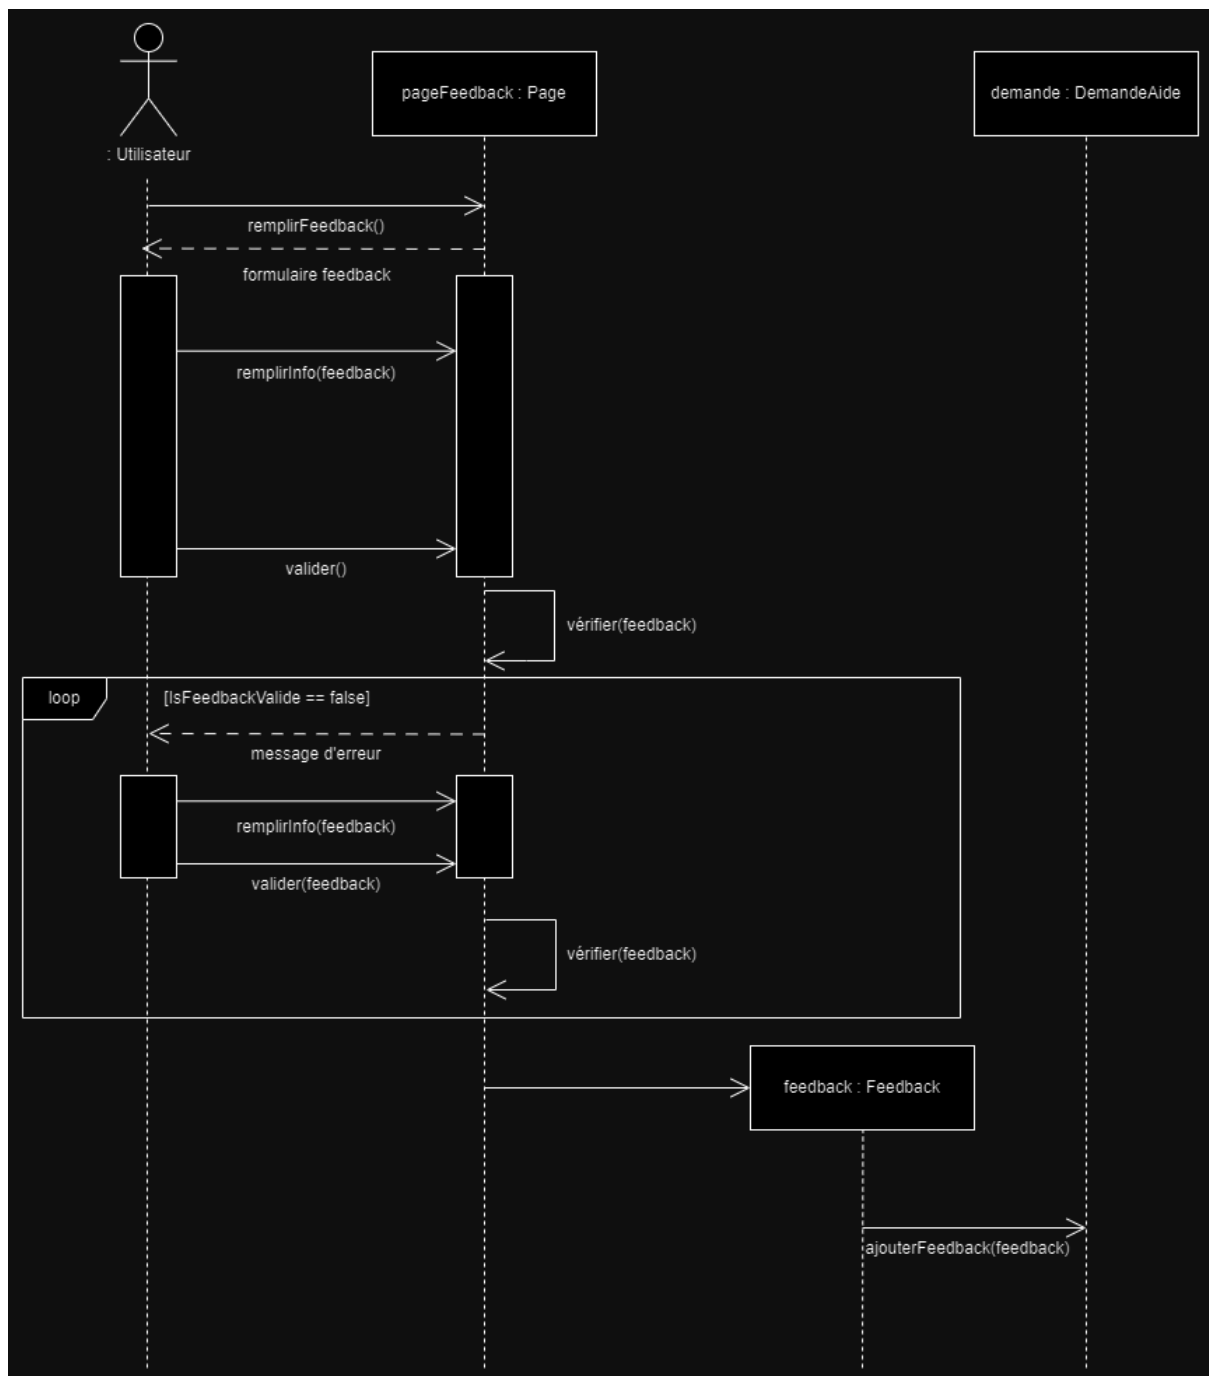 pageFeedback : Page
demande : DemandeAide
: Utilisateur
remplirFeedback()
formulaire feedback
remplirInfo(feedback)
valider()
vérifier(feedback)
loop
[IsFeedbackValide == false]
message d'erreur
remplirInfo(feedback)
valider(feedback)
vérifier(feedback)
feedback : Feedback
ajouterFeedback(feedback)